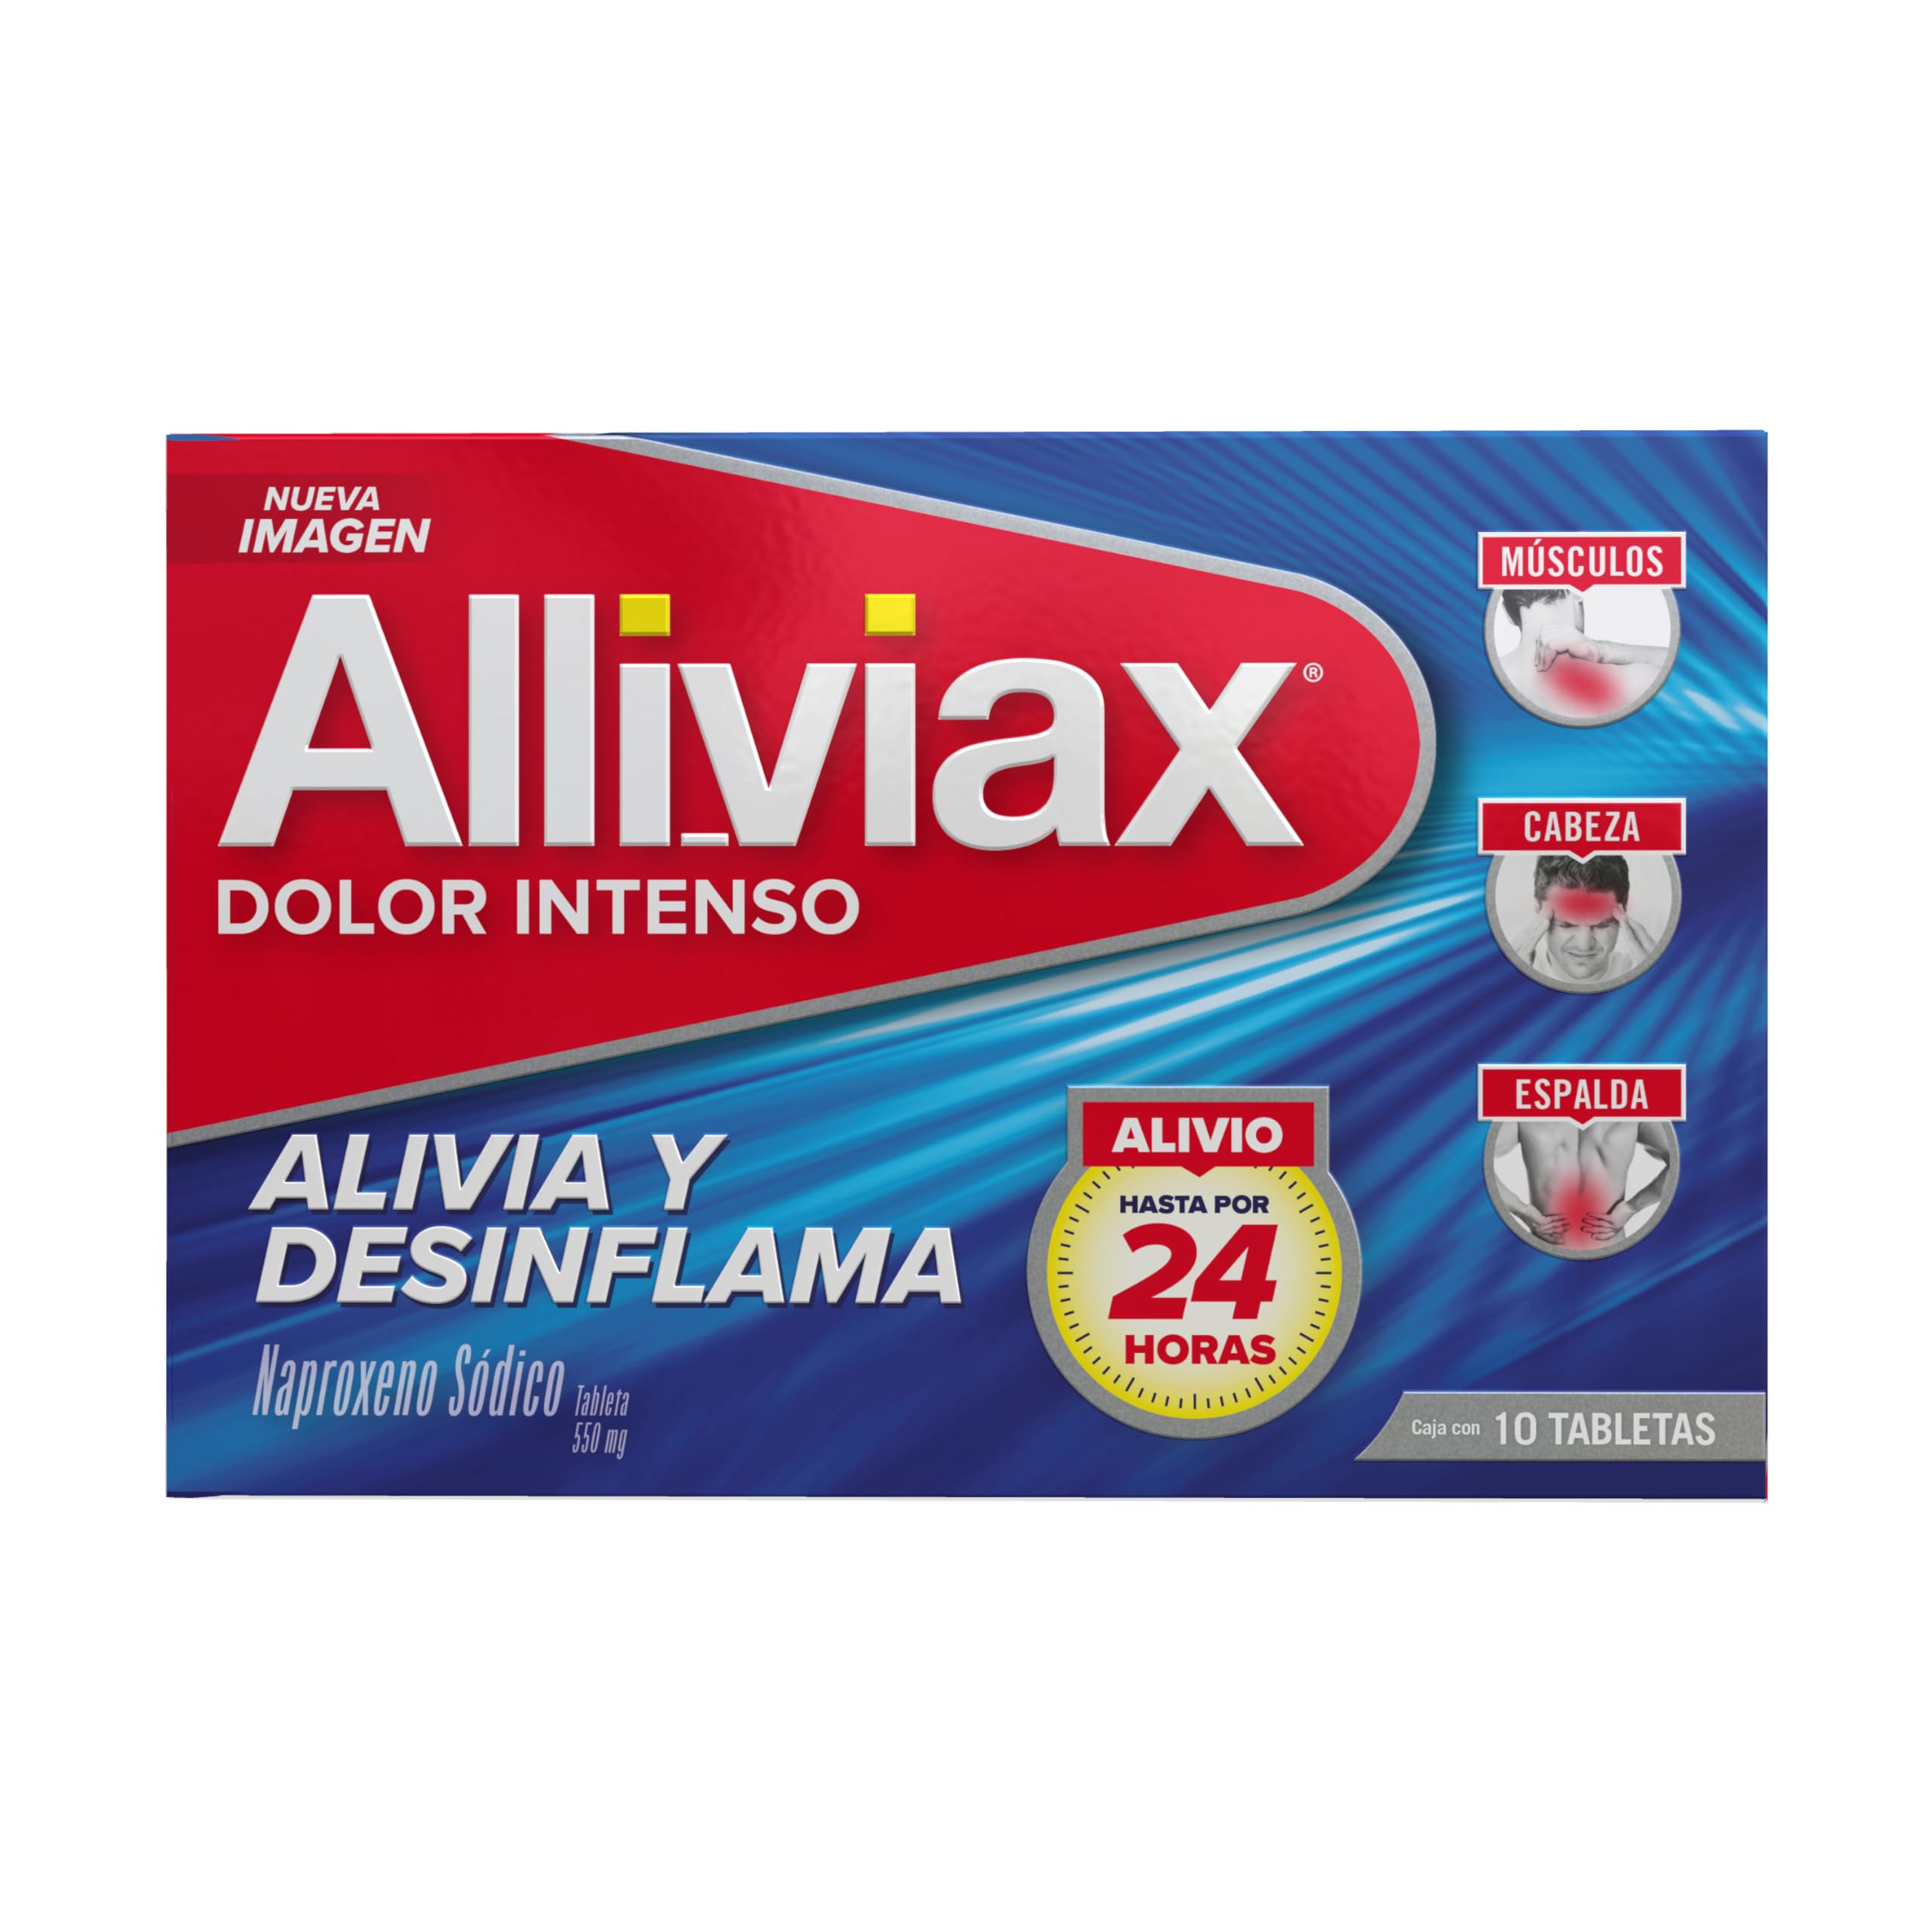 NUEVA
IMAGEN
Alliviax®
DOLOR INTENSO
MÚSCULOS
CABEZA
ESPALDA
ALIVIA Y
DESINFLAMA
Naproxeno Sódico Tableta
550 mg
ALIVIO
HASTA POR
24
HORAS
Caja con 10 TABLETAS